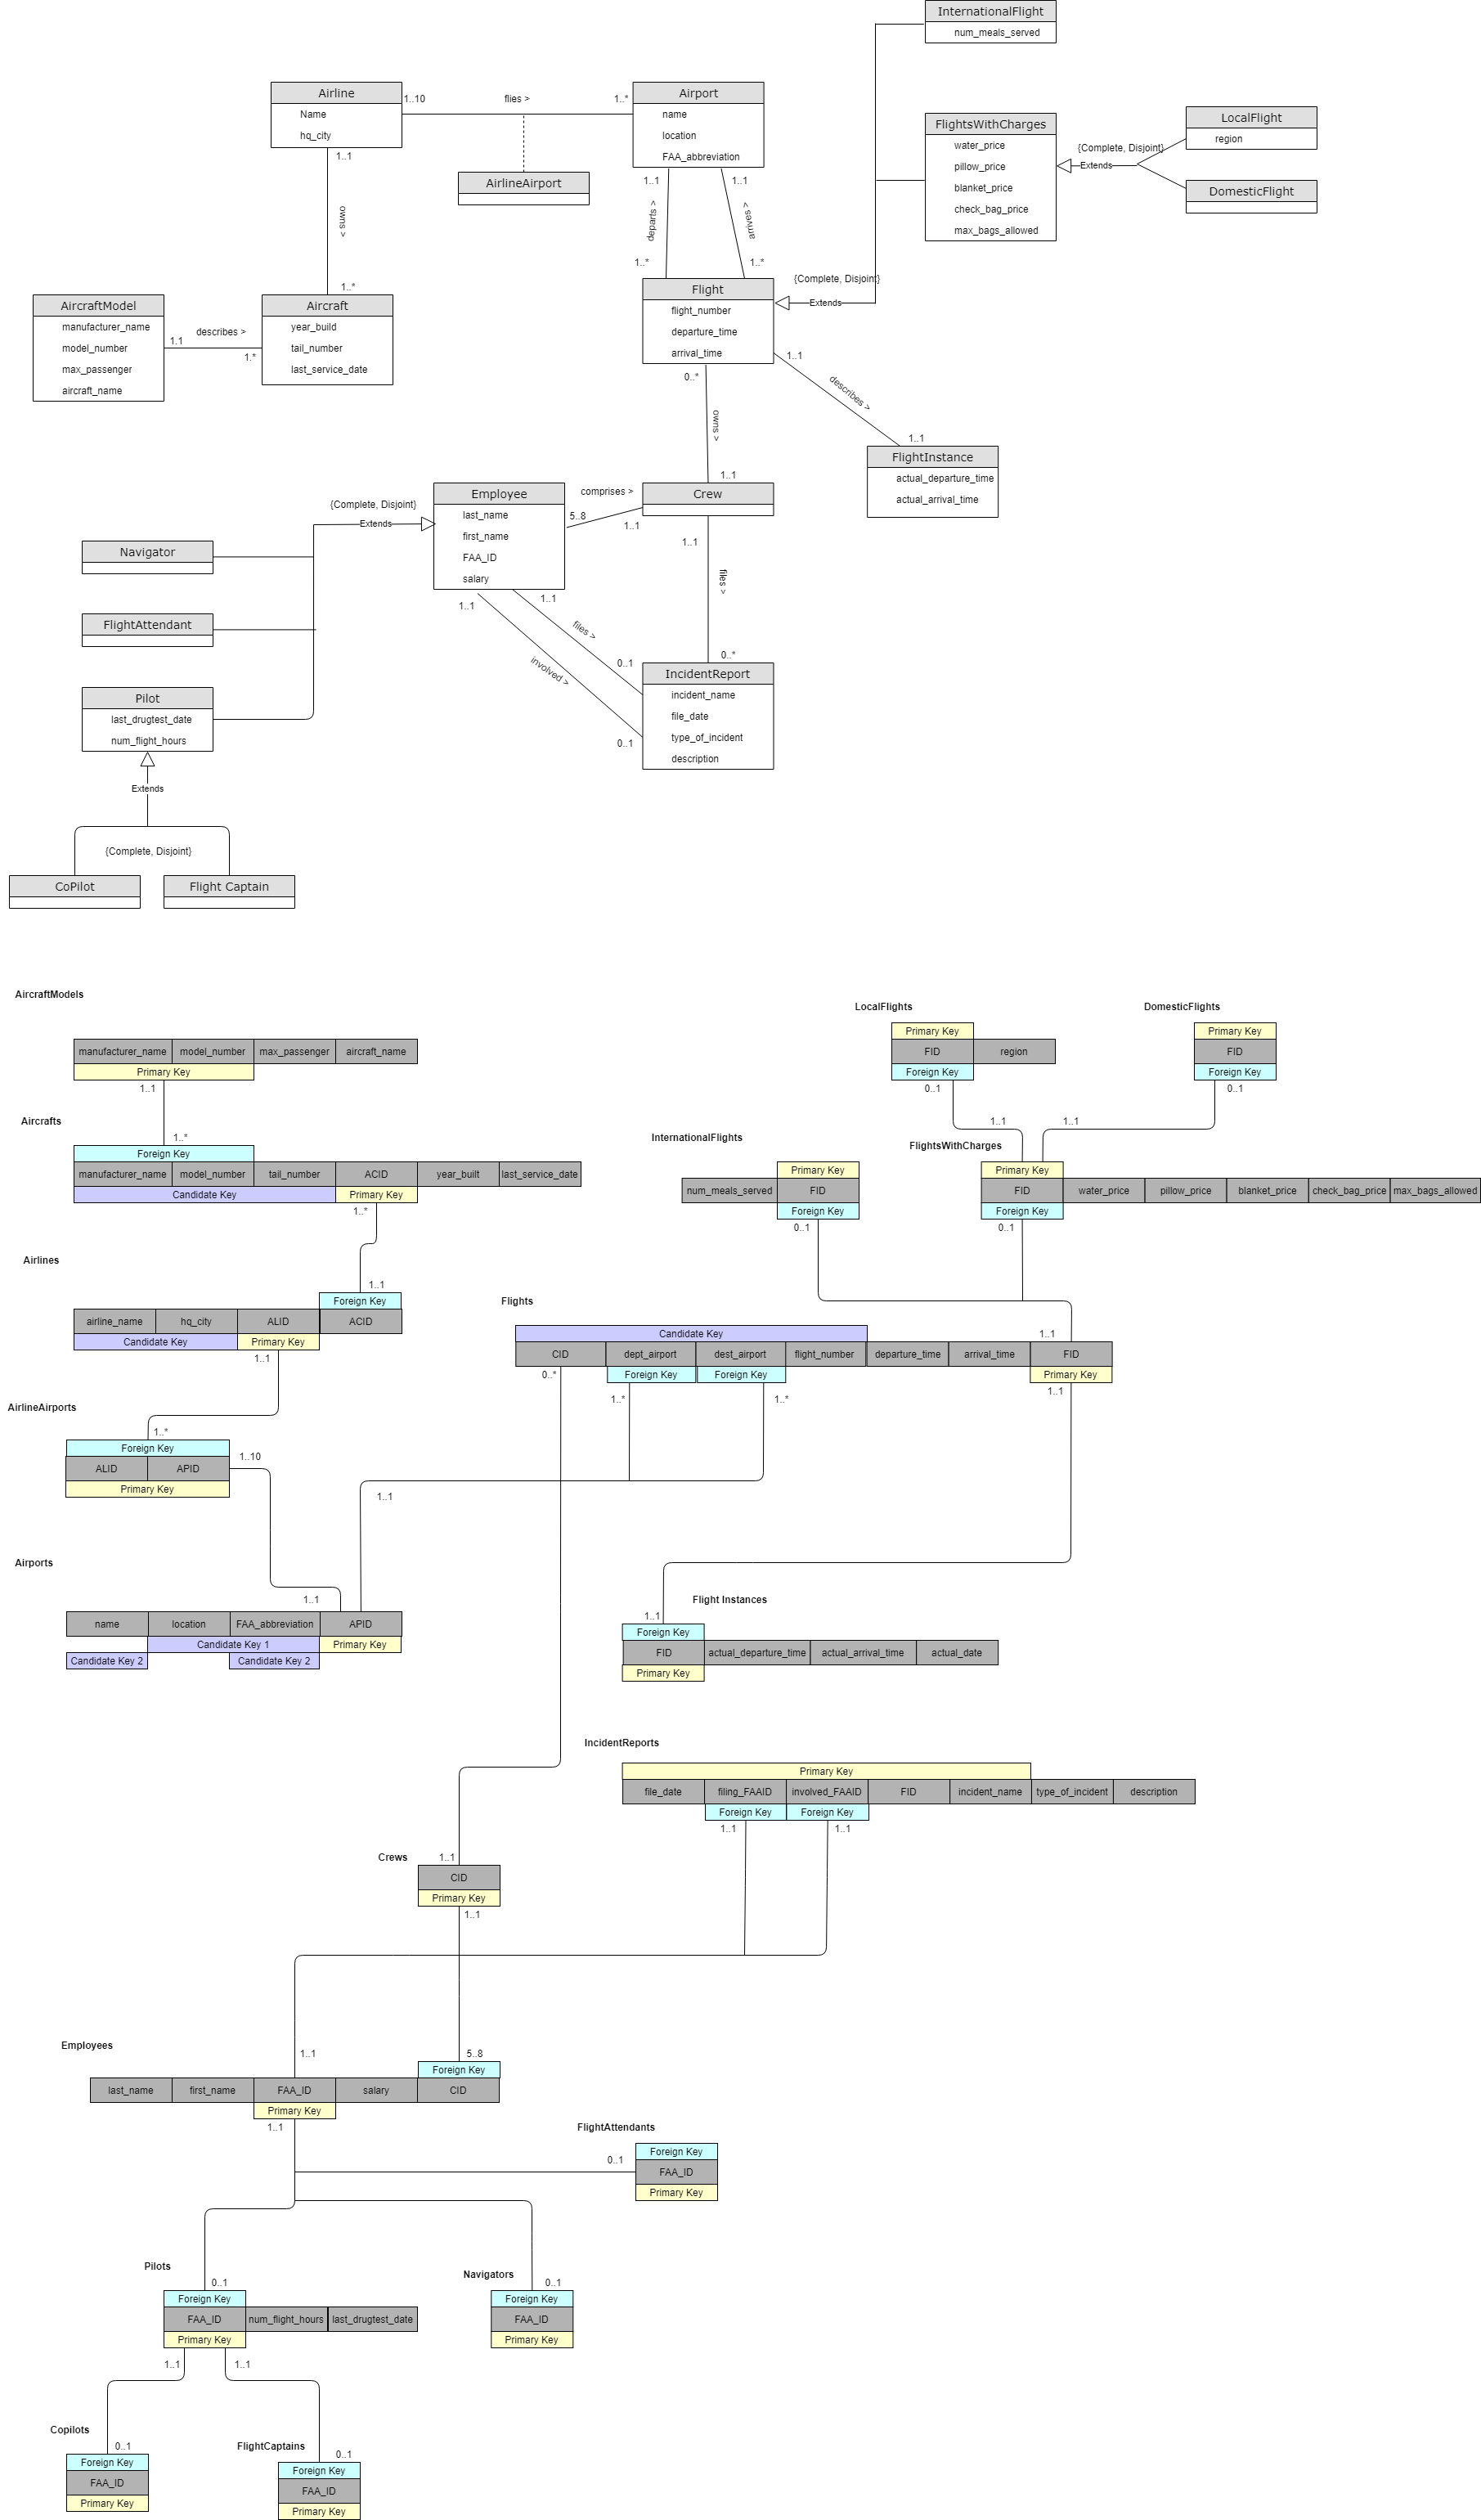 InternationalFlight
num_meals_served
Airline
Name
hq_city
1..10
flies >
1..*
Airport
name
location
FAA_abbreviation
AirlineAirport
FlightsWithCharges
water_price
pillow_price
blanket_price
check_bag_price
max_bags_allowed
{Complete, Disjoint}
Extends
LocalFlight
region
DomesticFlight
1..1
owns >
1..*
1..1
1..1
departs <
arrives <
1..*
1..*
AircraftModel
manufacturer_name
model_number
max_passenger
aircraft_name
1.1
describes >
1.*
Aircraft
year_build
tail_number
last_service_date
Flight
flight_number
departure_time
arrival_time
{Complete, Disjoint}
Extends
1..1
describes >
1..1
0..*
owns >
1..1
FlightInstance
actual_departure_time
actual_arrival_time
Employee
last_name
first_name
FAA_ID
salary
comprises >
5..8
1..1
Crew
{Complete, Disjoint}
Extends
Navigator
FlightAttendant
Pilot
last_drugtest_date
num_flight_hours
1..1
files >
0..*
1..1
1..1
files >
involved >
0..1
0..1
IncidentReport
incident_name
file_date
type_of_incident
description
Extends
{Complete, Disjoint}
CoPilot
Flight Captain
AircraftModels
manufacturer_name
model_number
max_passenger
aircraft_name
Primary Key
1..1
1..*
Aircrafts
Foreign Key
manufacturer_name
model_number
tail_number
ACID
year_built
last_service_date
Candidate Key
Primary Key
1..*
1..1
Airlines
Foreign Key
airline_name
hq_city
ALID
ACID
Candidate Key
Primary Key
1..1
1..*
AirlineAirports
Foreign Key
ALID
APID
Primary Key
1..10
1..1
Airports
name
location
FAA_abbreviation
APID
Candidate Key 1
Primary Key
Candidate Key 2
Candidate Key 2
LocalFlights
Primary Key
FID
region
Foreign Key
0..1
1..1
DomesticFlights
Primary Key
FID
Foreign Key
0..1
1..1
InternationalFlights
Primary Key
num_meals_served
FID
Foreign Key
0..1
FlightsWithCharges
Primary Key
FID
water_price
pillow_price
blanket_price
check_bag_price
max_bags_allowed
Foreign Key
0..1
1..1
Flights
Candidate Key
CID
dept_airport
dest_airport
flight_number
departure_time
arrival_time
FID
Foreign Key
Foreign Key
Primary Key
0..*
1..*
1..*
1..1
1..1
Flight Instances
1..1
Foreign Key
FID
actual_departure_time
actual_arrival_time
actual_date
Primary Key
IncidentReports
Primary Key
file_date
filing_FAAID
involved_FAAID
FID
incident_name
type_of_incident
description
Foreign Key
Foreign Key
1..1
1..1
Crews
1..1
CID
Primary Key
1..1
Employees
1..1
5..8
Foreign Key
last_name
first_name
FAA_ID
salary
CID
Primary Key
1..1
FlightAttendants
0..1
Foreign Key
FAA_ID
Primary Key
Pilots
0..1
Foreign Key
FAA_ID
num_flight_hours
last_drugtest_date
Primary Key
1..1
1..1
Navigators
0..1
Foreign Key
FAA_ID
Primary Key
Copilots
0..1
Foreign Key
FAA_ID
Primary Key
FlightCaptains
0..1
Foreign Key
FAA_ID
Primary Key